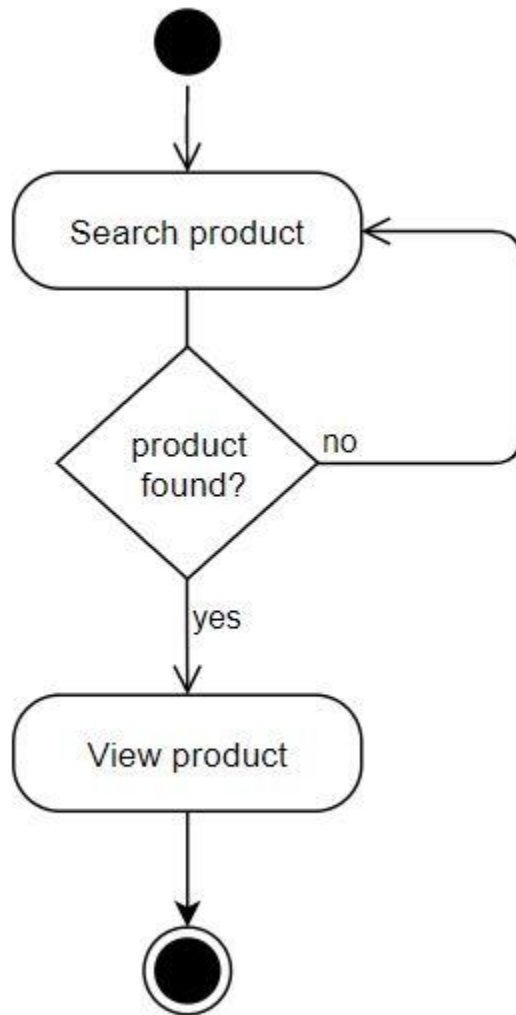 Search product
product
found?
no
yes
View product